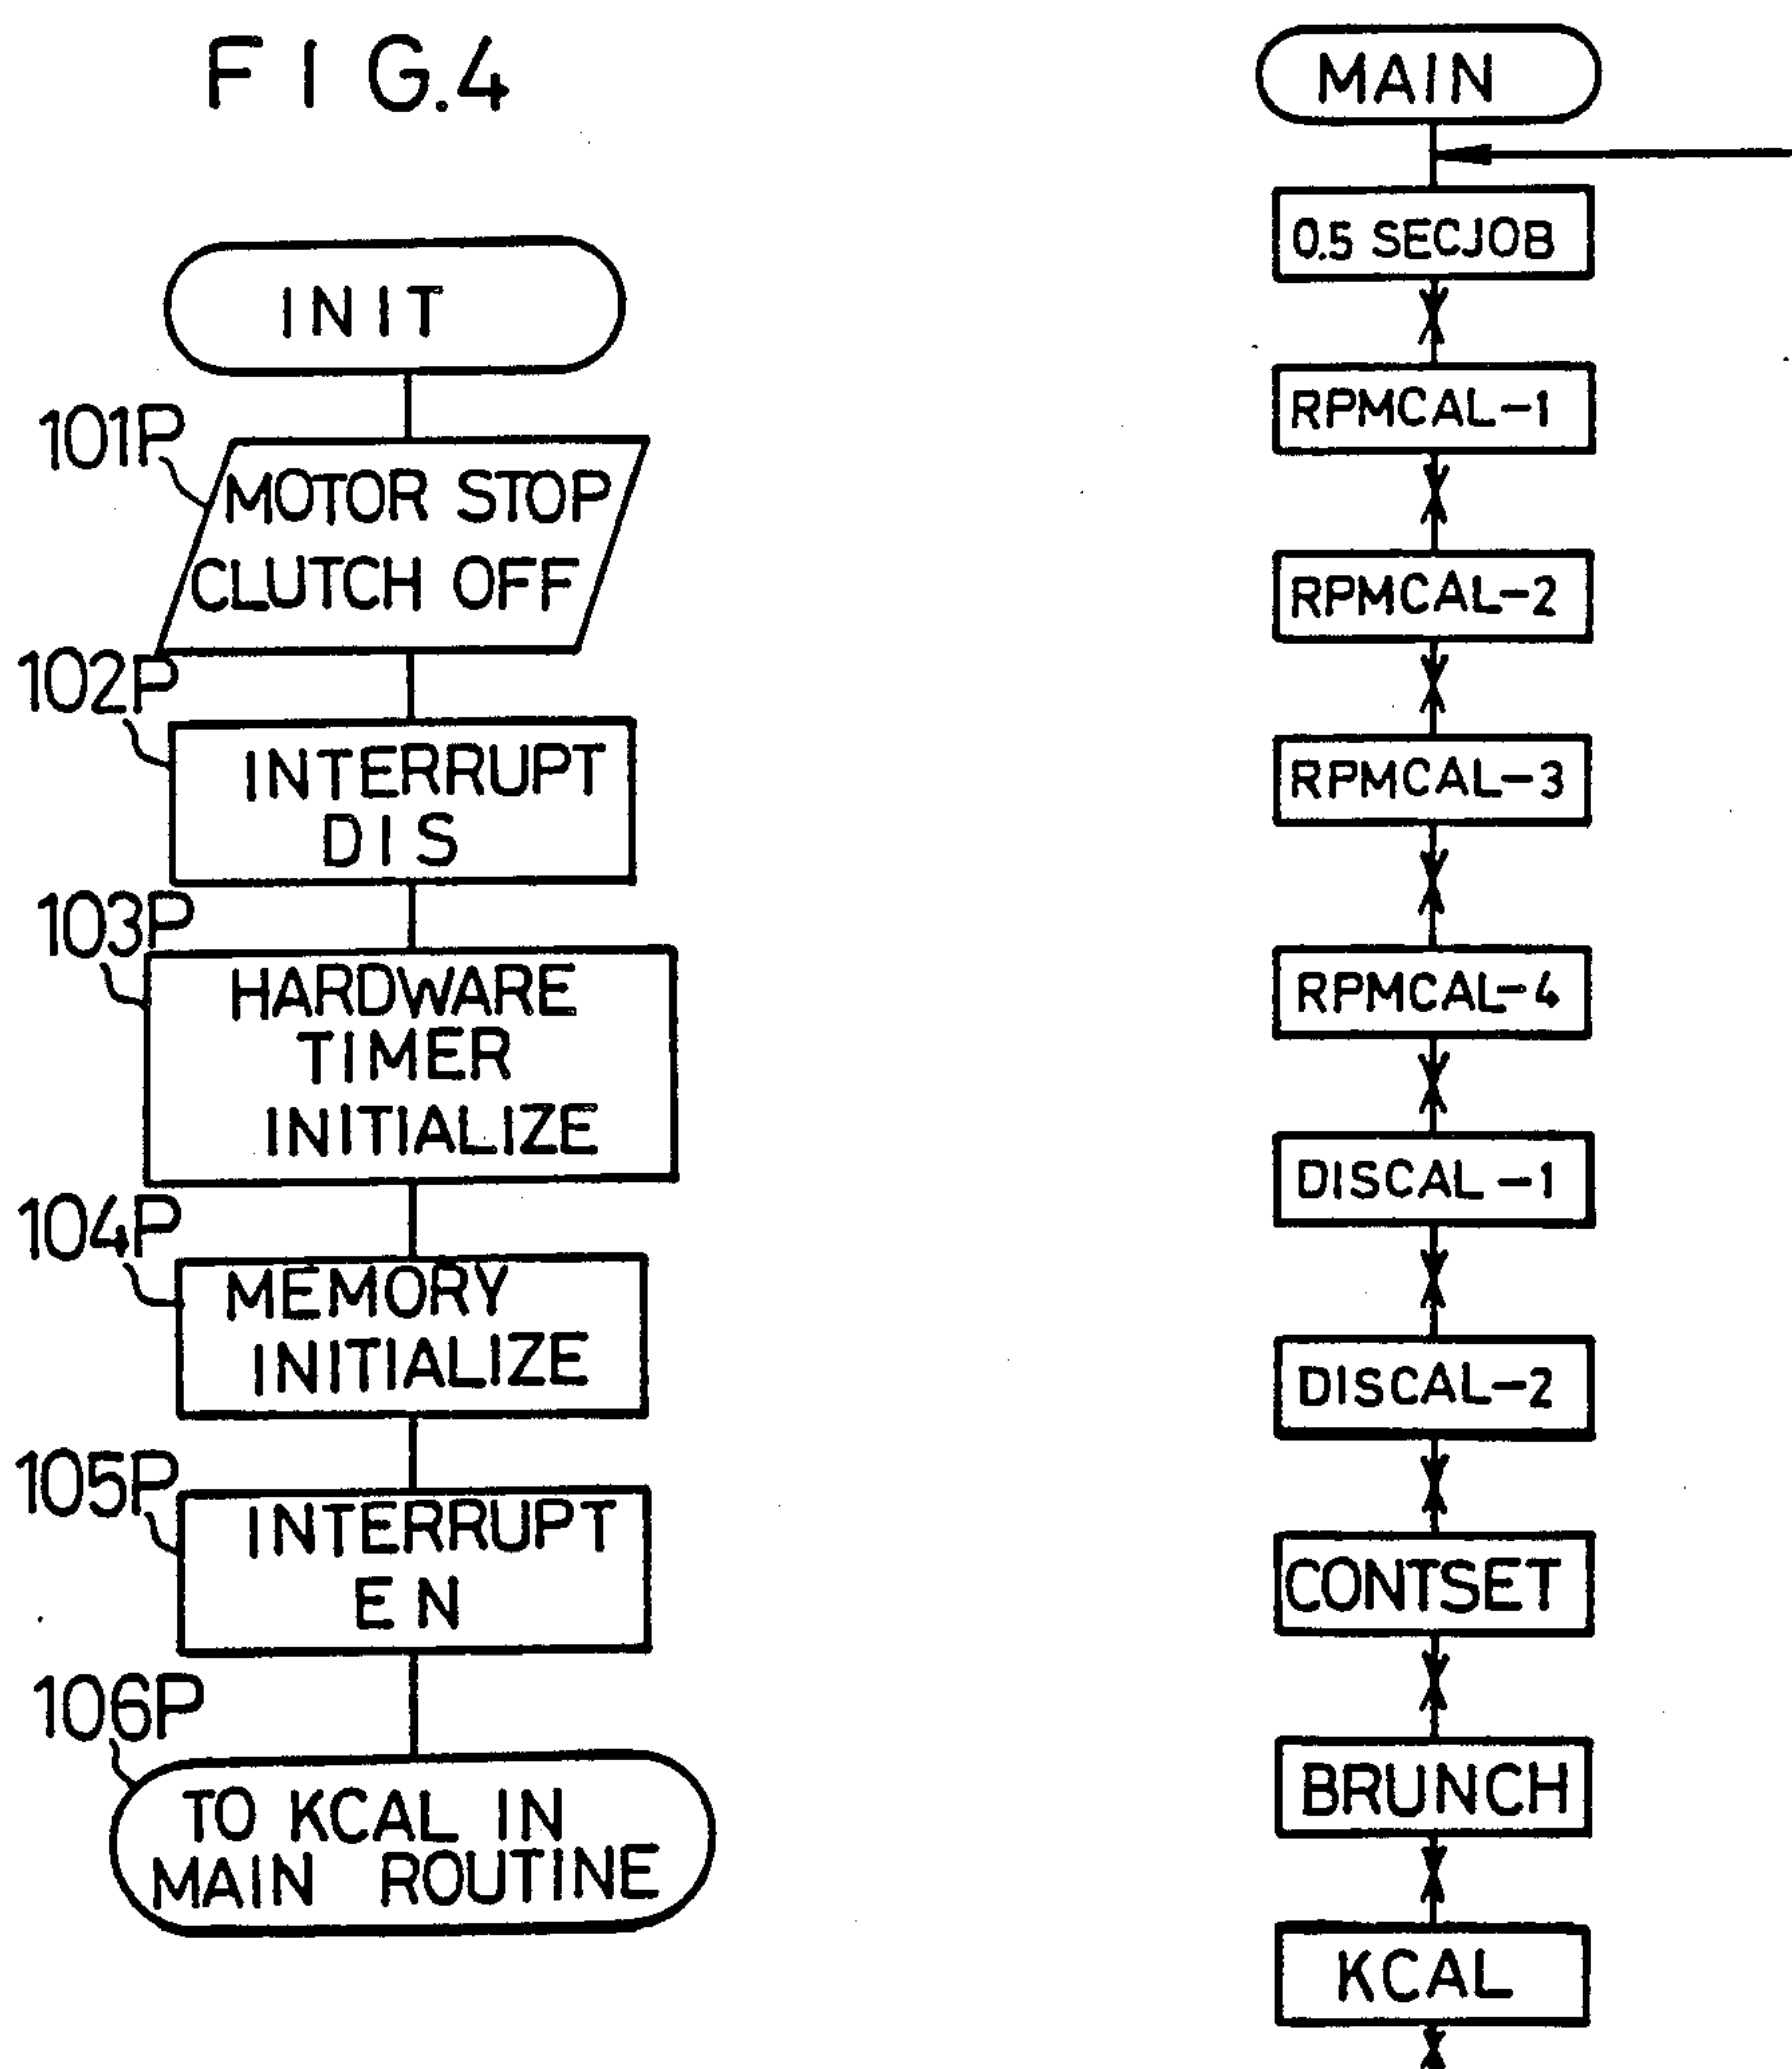 FIG.4
INIT
101P
MOTOR STOP
CLUTCH OFF
102P
INTERRUPT
DIS
103P
HARDWARE
TIMER
INITIALIZE
104P
MEMORY
INITIALIZE
105P
INTERRUPT
EN
106P
TO KCAL IN
MAIN ROUTINE
MAIN
0.5 SECJOB
RPMCAL-1
RPMCAL-2
RPMCAL-3
RPMCAL-4
DISCAL-1
DISCAL-2
CONTSET
BRUNCH
KCAL